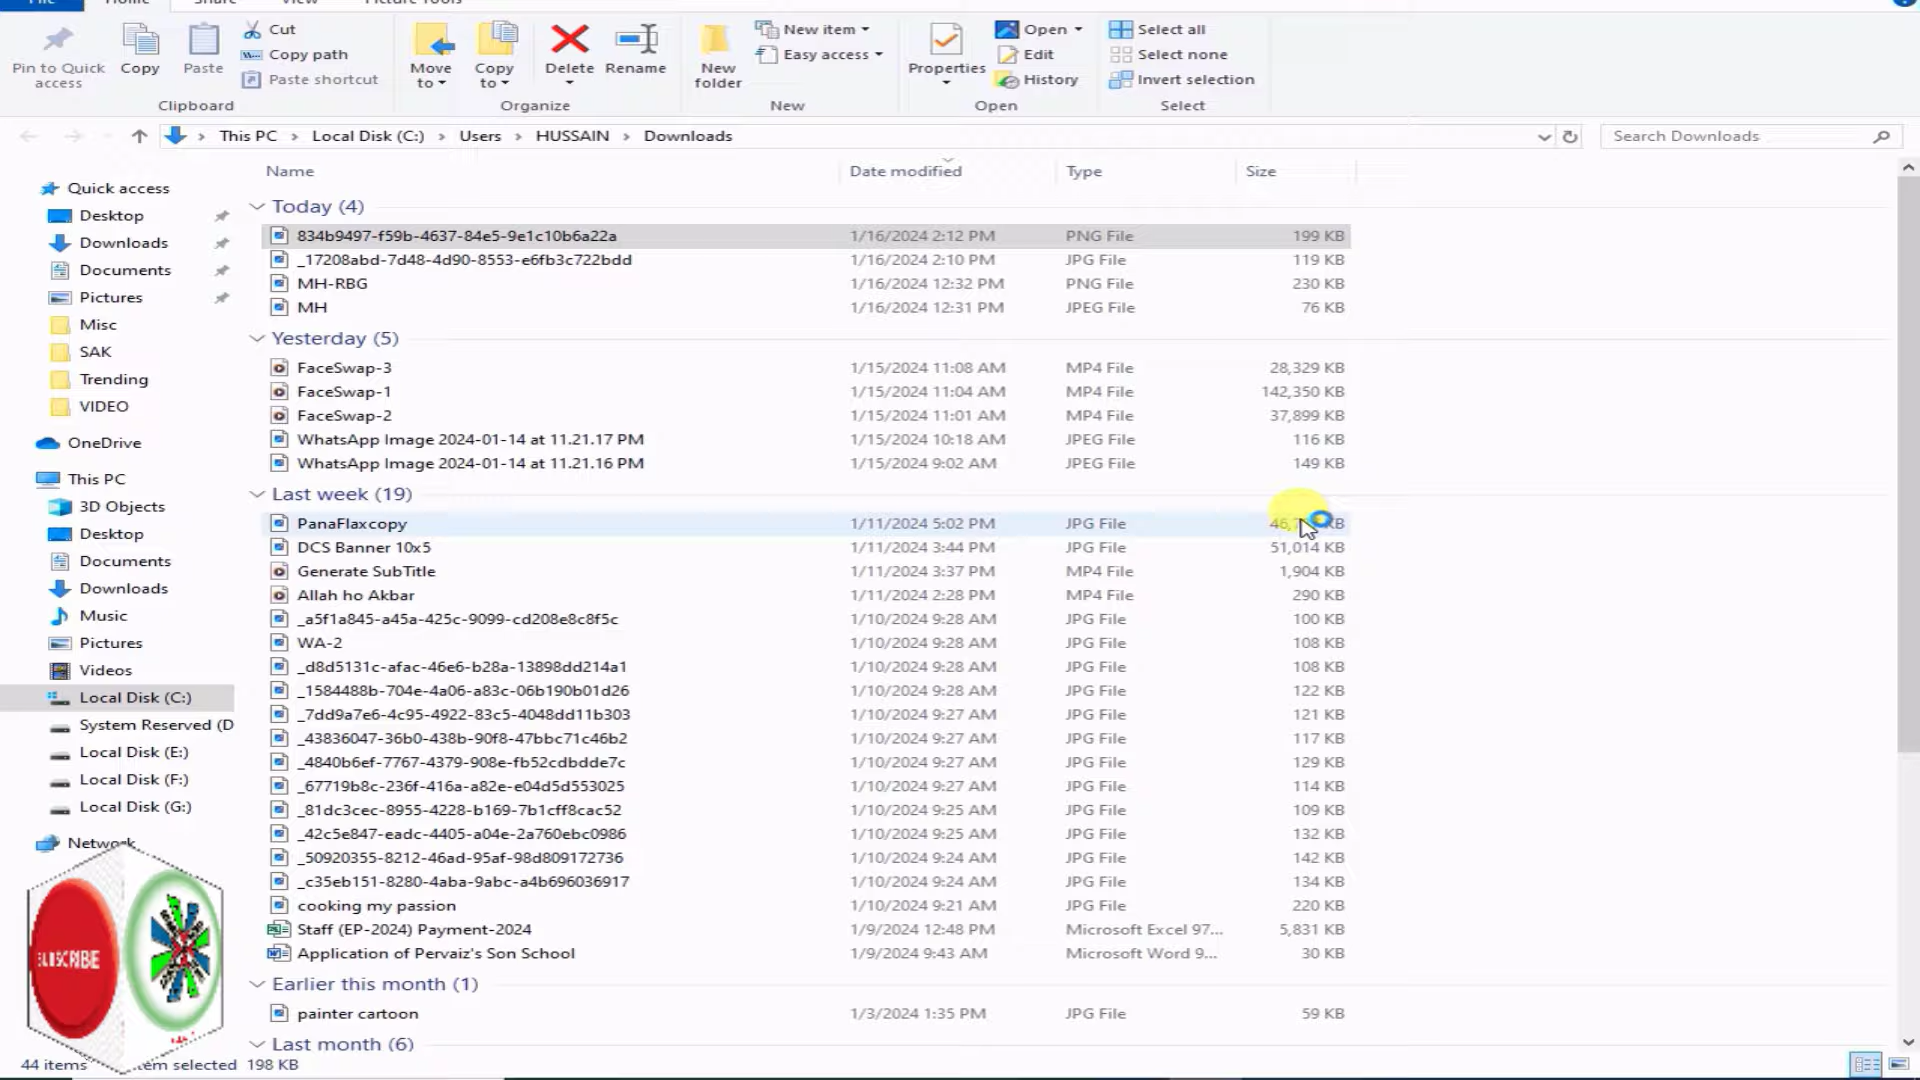 File Home Share View Picture Tools
Pin to Quick access
Copy
Paste
Cut
Copy path
Paste shortcut
Clipboard
Move to
Copy to
Delete
Rename
Organize
New folder
New item
Easy access
New
Properties
Open
Edit
History
Open
Select all
Select none
Invert selection
Select
This PC > Local Disk (C:) > Users > HUSSAIN > Downloads
Search Downloads
Name Date modified Type Size
Quick access
Desktop
Downloads
Documents
Pictures
Misc
SAK
Trending
VIDEO
OneDrive
This PC
3D Objects
Desktop
Documents
Downloads
Music
Pictures
Videos
Local Disk (C:)
System Reserved (D
Local Disk (E:)
Local Disk (F:)
Local Disk (G:)
Network
Today (4)
834b9497-f59b-4637-84e5-9e1c10b6a22a 1/16/2024 2:12 PM PNG File 199 KB
_17208abd-7d48-4d90-8553-e6fb3c722bdd 1/16/2024 2:10 PM JPG File 119 KB
MH-RBG 1/16/2024 12:32 PM PNG File 230 KB
MH 1/16/2024 12:31 PM JPEG File 76 KB
Yesterday (5)
FaceSwap-3 1/15/2024 11:08 AM MP4 File 28,329 KB
FaceSwap-1 1/15/2024 11:04 AM MP4 File 142,350 KB
FaceSwap-2 1/15/2024 11:01 AM MP4 File 37,899 KB
WhatsApp Image 2024-01-14 at 11.21.17 PM 1/15/2024 10:18 AM JPEG File 116 KB
WhatsApp Image 2024-01-14 at 11.21.16 PM 1/15/2024 9:02 AM JPEG File 149 KB
Last week (19)
PanaFlaxcopy 1/11/2024 5:02 PM JPG File KB
DCS Banner 10x5 1/11/2024 3:44 PM JPG File 51,014 KB
Generate SubTitle 1/11/2024 3:37 PM MP4 File 1,904 KB
Allah ho Akbar 1/11/2024 2:28 PM MP4 File 290 KB
_a5f1a845-a45a-425c-9099-cd208e8c8f5c 1/10/2024 9:28 AM JPG File 100 KB
WA-2 1/10/2024 9:28 AM JPG File 108 KB
_d8d5131c-afac-46e6-b28a-13898dd214a1 1/10/2024 9:28 AM JPG File 108 KB
_1584488b-704e-4a06-a83c-06b190b01d26 1/10/2024 9:28 AM JPG File 122 KB
_7dd9a7e6-4c95-4922-83c5-4048dd11b303 1/10/2024 9:27 AM JPG File 121 KB
_43836047-36b0-438b-90f8-47bbc71c46b2 1/10/2024 9:27 AM JPG File 117 KB
_4840b6ef-7767-4379-908e-fb52cdbdde7c 1/10/2024 9:27 AM JPG File 129 KB
_67719b8c-236f-416a-a82e-e04d5d553025 1/10/2024 9:27 AM JPG File 114 KB
_81dc3cec-8955-4228-b169-7b1cff8cac52 1/10/2024 9:25 AM JPG File 109 KB
_42c5e847-eadc-4405-a04e-2a760ebc0986 1/10/2024 9:25 AM JPG File 132 KB
_50920355-8212-46ad-95af-98d809172736 1/10/2024 9:24 AM JPG File 142 KB
_c35eb151-8280-4aba-9abc-a4b696036917 1/10/2024 9:24 AM JPG File 134 KB
cooking my passion 1/10/2024 9:21 AM JPG File 220 KB
Staff (EP-2024) Payment-2024 1/9/2024 12:48 PM Microsoft Excel 97... 5,831 KB
Application of Pervaiz's Son School 1/9/2024 9:43 AM Microsoft Word 9... 30 KB
Earlier this month (1)
painter cartoon 1/3/2024 1:35 PM JPG File 59 KB
Last month (6)
SUBSCRIBE
44 items selected 198 KB